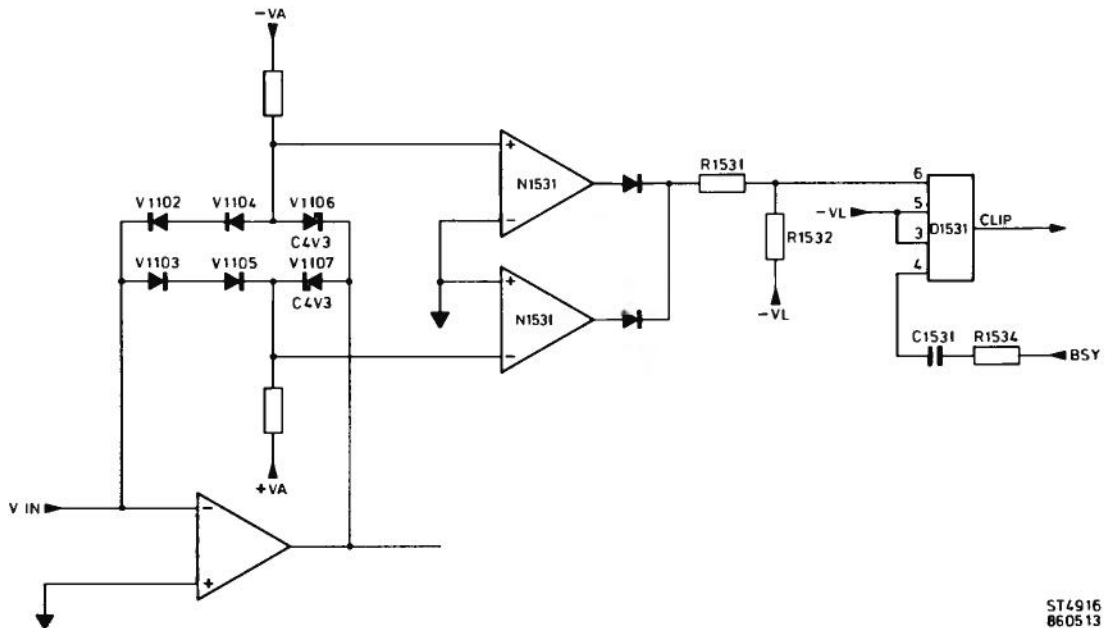 -VA
V1102 V1104 V1106
C4V3
V1103 V1105 V1107
C4V3
+VA
V IN
-
+
+
N1531
-
+
N1531
-
R1531
R1532
-VL
-VL
6
5
3
4
D1531
CLIP
C1531 R1534
BSY
ST4916
860513